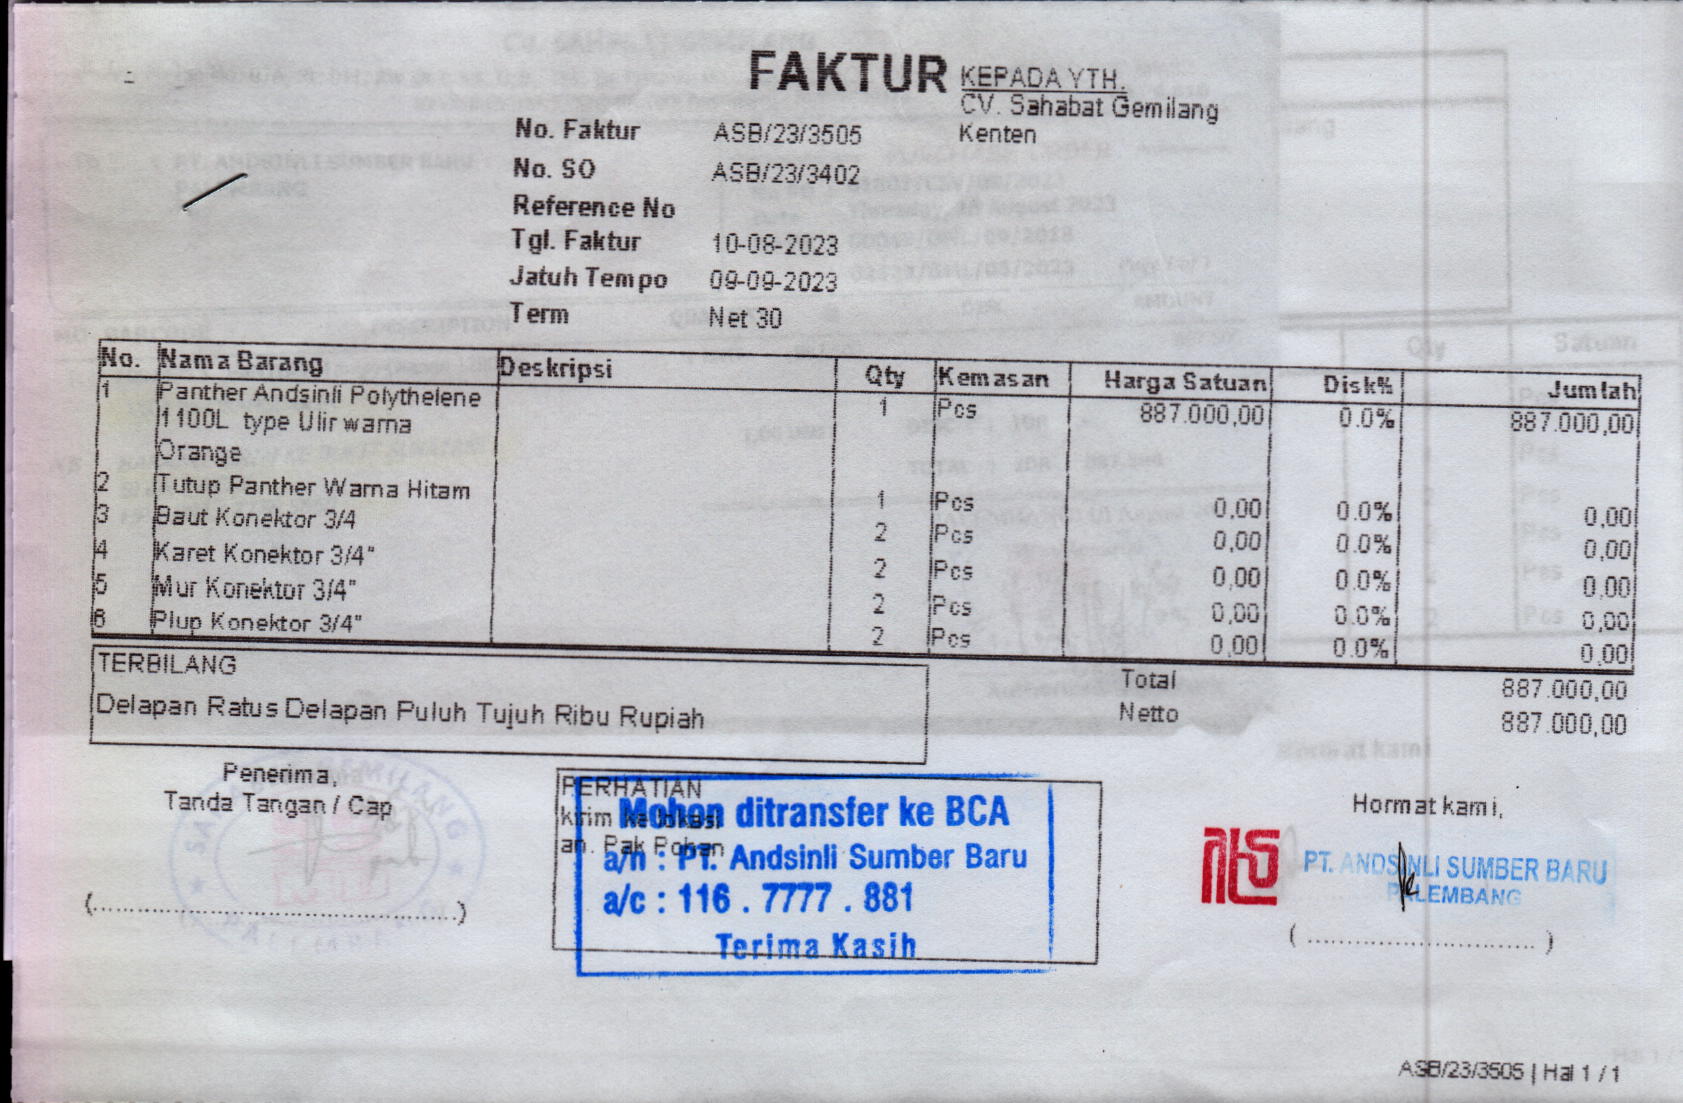 FAKTUR
KEPADA YTH.
CV. Sahabat Gemilang
Kenten
No. Faktur ASB/23/3505
No. SO ASB/23/3402
Reference No
Tgl. Faktur 10-08-2023
Jatuh Tempo 09-09-2023
Term Net 30
No. Nama Barang Deskripsi Qty Kemasan Harga Satuan Disk% Jumlah
1 Panther Andsinli Polythelene 1 Pcs 887.000,00 0.0% 887.000,00
1100L type Ulir warna
Orange
2 Tutup Panther Warna Hitam 1 Pcs 0,00 0.0% 0,00
3 Baut Konektor 3/4 2 Pcs 0,00 0.0% 0,00
4 Karet Konektor 3/4" 2 Pcs 0,00 0.0% 0,00
5 Mur Konektor 3/4" 2 Pcs 0,00 0.0% 0,00
6 Plup Konektor 3/4" 2 Pcs 0,00 0.0% 0,00
TERBILANG
Delapan Ratus Delapan Puluh Tujuh Ribu Rupiah
Total 887.000,00
Netto 887.000,00
Penerima,
Tanda Tangan / Cap
PERHATIAN
kirim ke lokasi
an. Pak Pohan
Mohon ditransfer ke BCA
a/n : PT. Andsinli Sumber Baru
a/c : 116 . 7777 . 881
Terima Kasih
Hormat kami,
PT. ANDSINLI SUMBER BARU
PALEMBANG
ASB/23/3505 | Hal 1 / 1